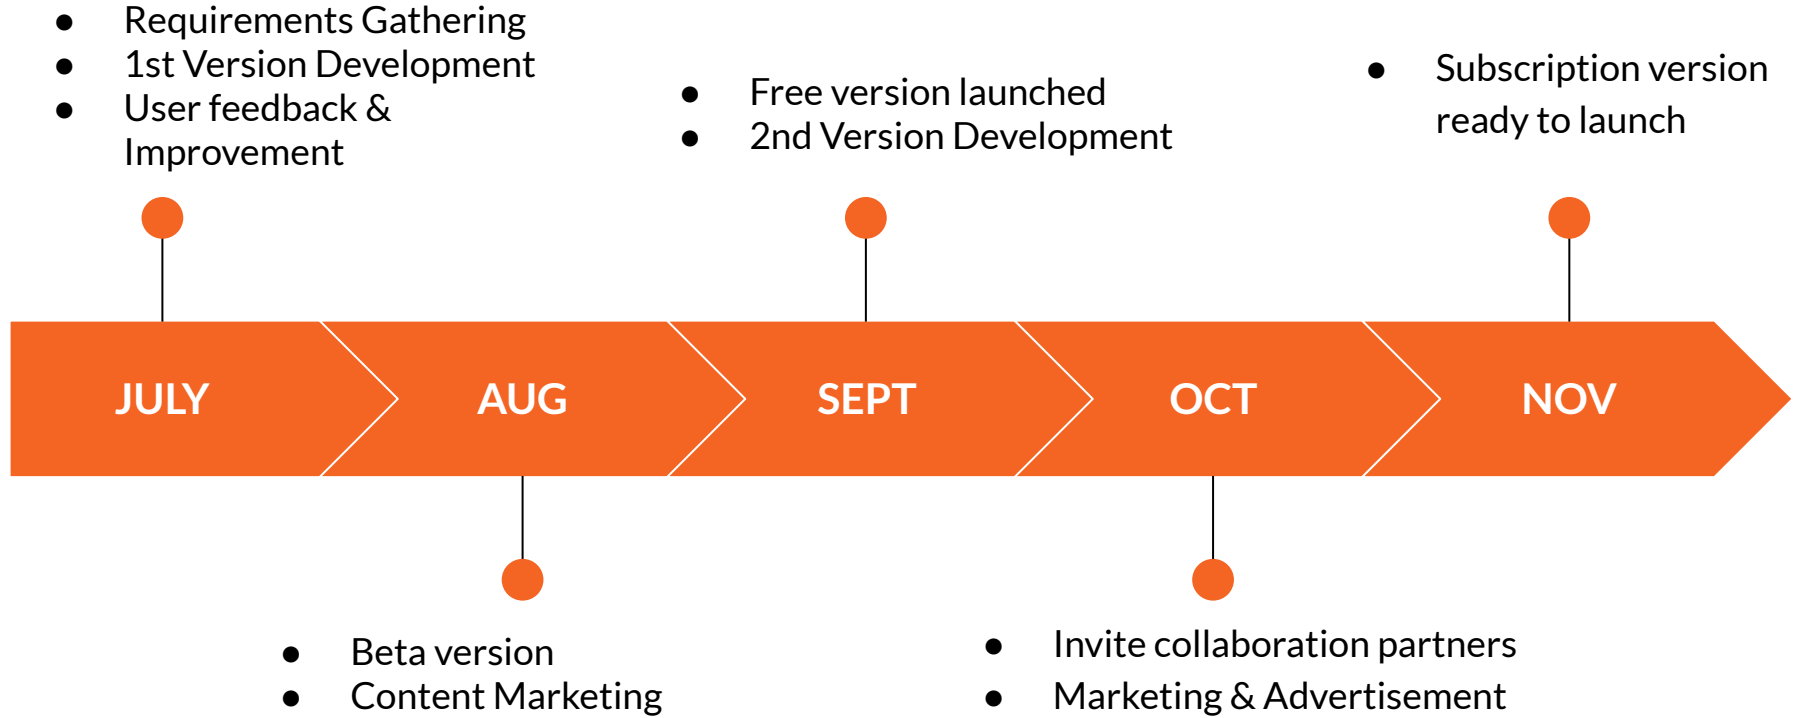 ● Requirements Gathering
● 1st Version Development
● User feedback &
Improvement
● Free version launched
● 2nd Version Development
● Subscription version
ready to launch
JULY
AUG
SEPT
OCT
NOV
● Beta version
● Content Marketing
● Invite collaboration partners
● Marketing & Advertisement